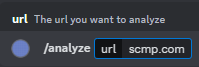 url The url you want to analyze
/analyze url scmp.com